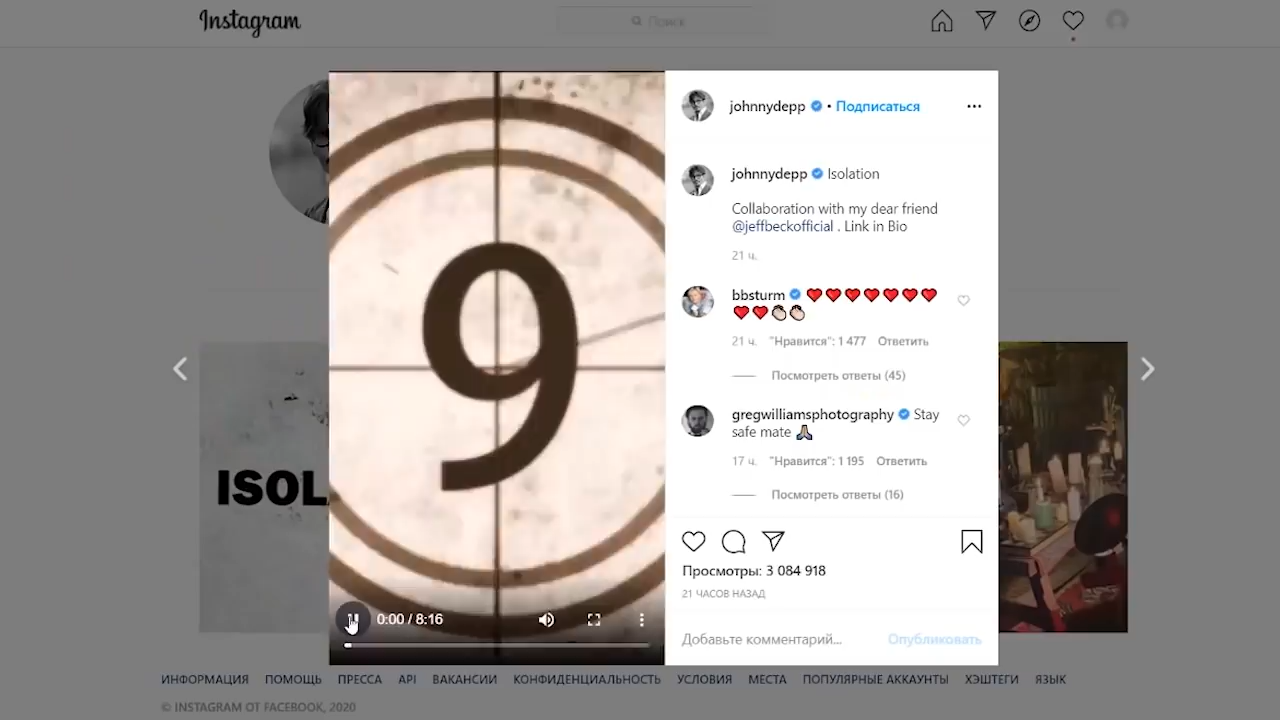 Instagram
Поиск
johnnydepp • Подписаться
johnnydepp Isolation
Collaboration with my dear friend
@jeffbeckofficial . Link in Bio
21 ч.
bbsturm ❤❤❤❤❤❤❤
❤❤👏🏻👏🏻
21 ч. "Нравится": 1 477 Ответить
Посмотреть ответы (45)
gregwilliamsphotography Stay
safe mate 🙏🏽
17 ч. "Нравится": 1 195 Ответить
Посмотреть ответы (16)
ISOL
9
0:00 / 8:16
Просмотры: 3 084 918
21 ЧАСОВ НАЗАД
Добавьте комментарий...
Опубликовать
ИНФОРМАЦИЯ ПОМОЩЬ ПРЕССА API ВАКАНСИИ КОНФИДЕНЦИАЛЬНОСТЬ УСЛОВИЯ МЕСТА ПОПУЛЯРНЫЕ АККАУНТЫ ХЭШТЕГИ ЯЗЫК
© INSTAGRAM ОТ FACEBOOK, 2020